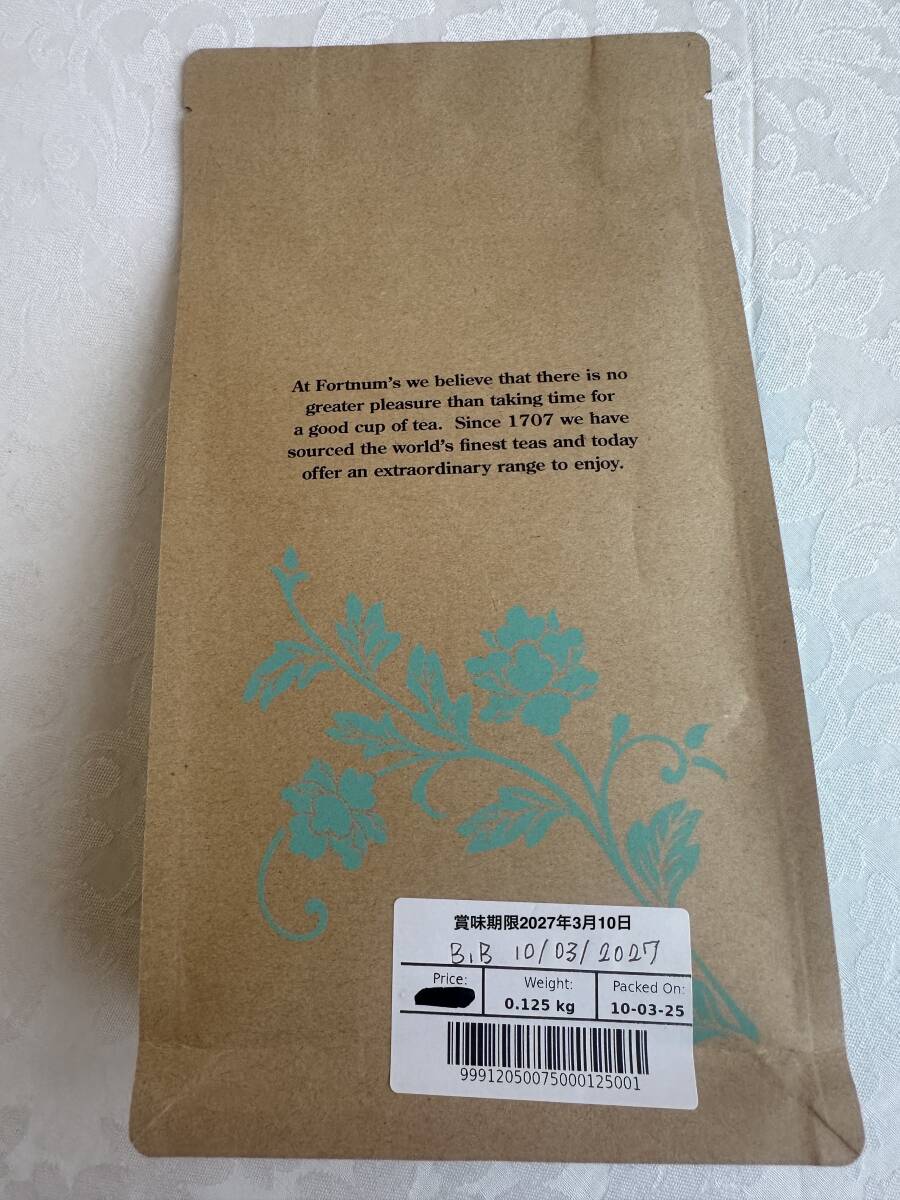 At Fortnum's we believe that there is no
greater pleasure than taking time for
a good cup of tea. Since 1707 we have
sourced the world's finest teas and today
offer an extraordinary range to enjoy.
賞味期限2027年3月10日
B.B 10/03/2027
Price: Weight: Packed On:
0.125 kg 10-03-25
99912050075000125001